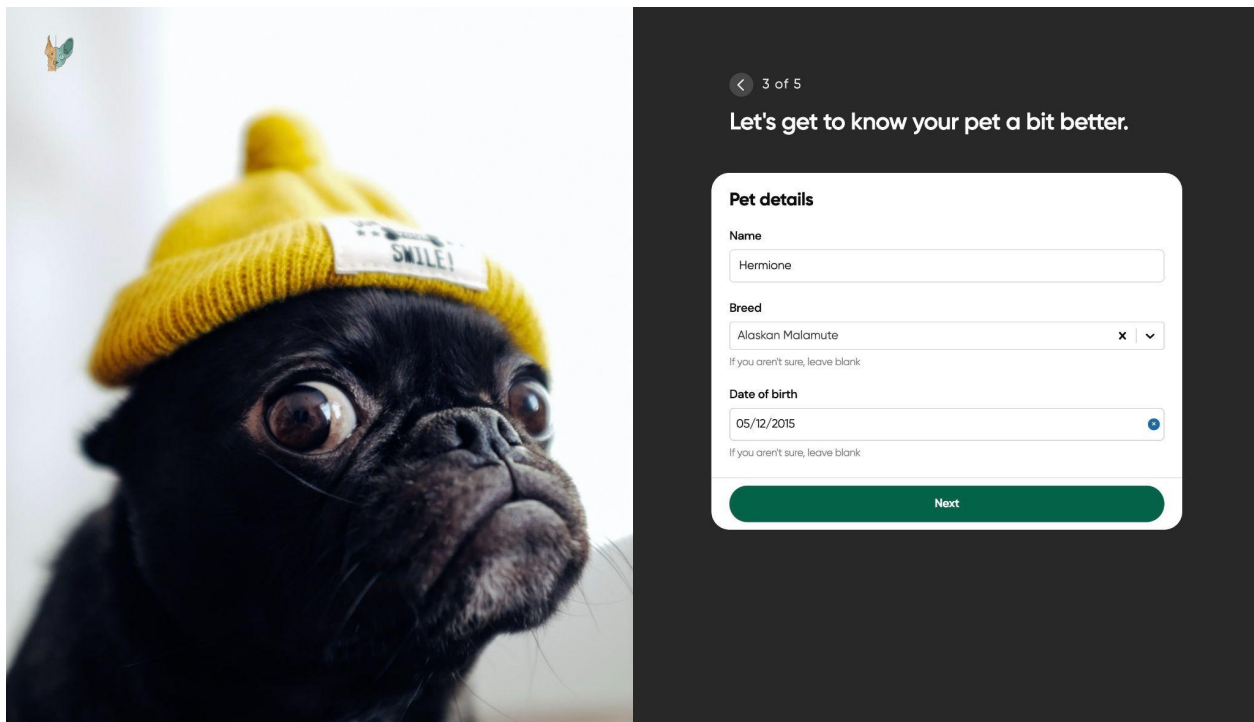 SMILE!
3 of 5
Let's get to know your pet a bit better.
Pet details
Name
Hermione
Breed
Alaskan Malamute
If you aren't sure, leave blank
Date of birth
05/12/2015
If you aren't sure, leave blank
Next